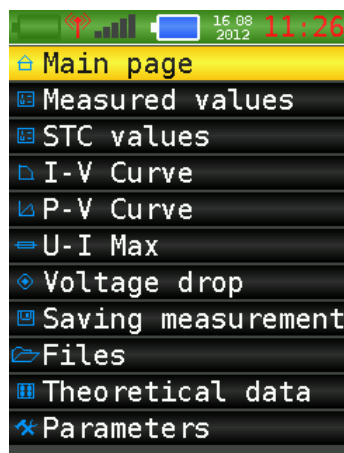 16 08
2012 11:26
Main page
Measured values
STC values
I-V Curve
P-V Curve
U-I Max
Voltage drop
Saving measurement
Files
Theoretical data
Parameters